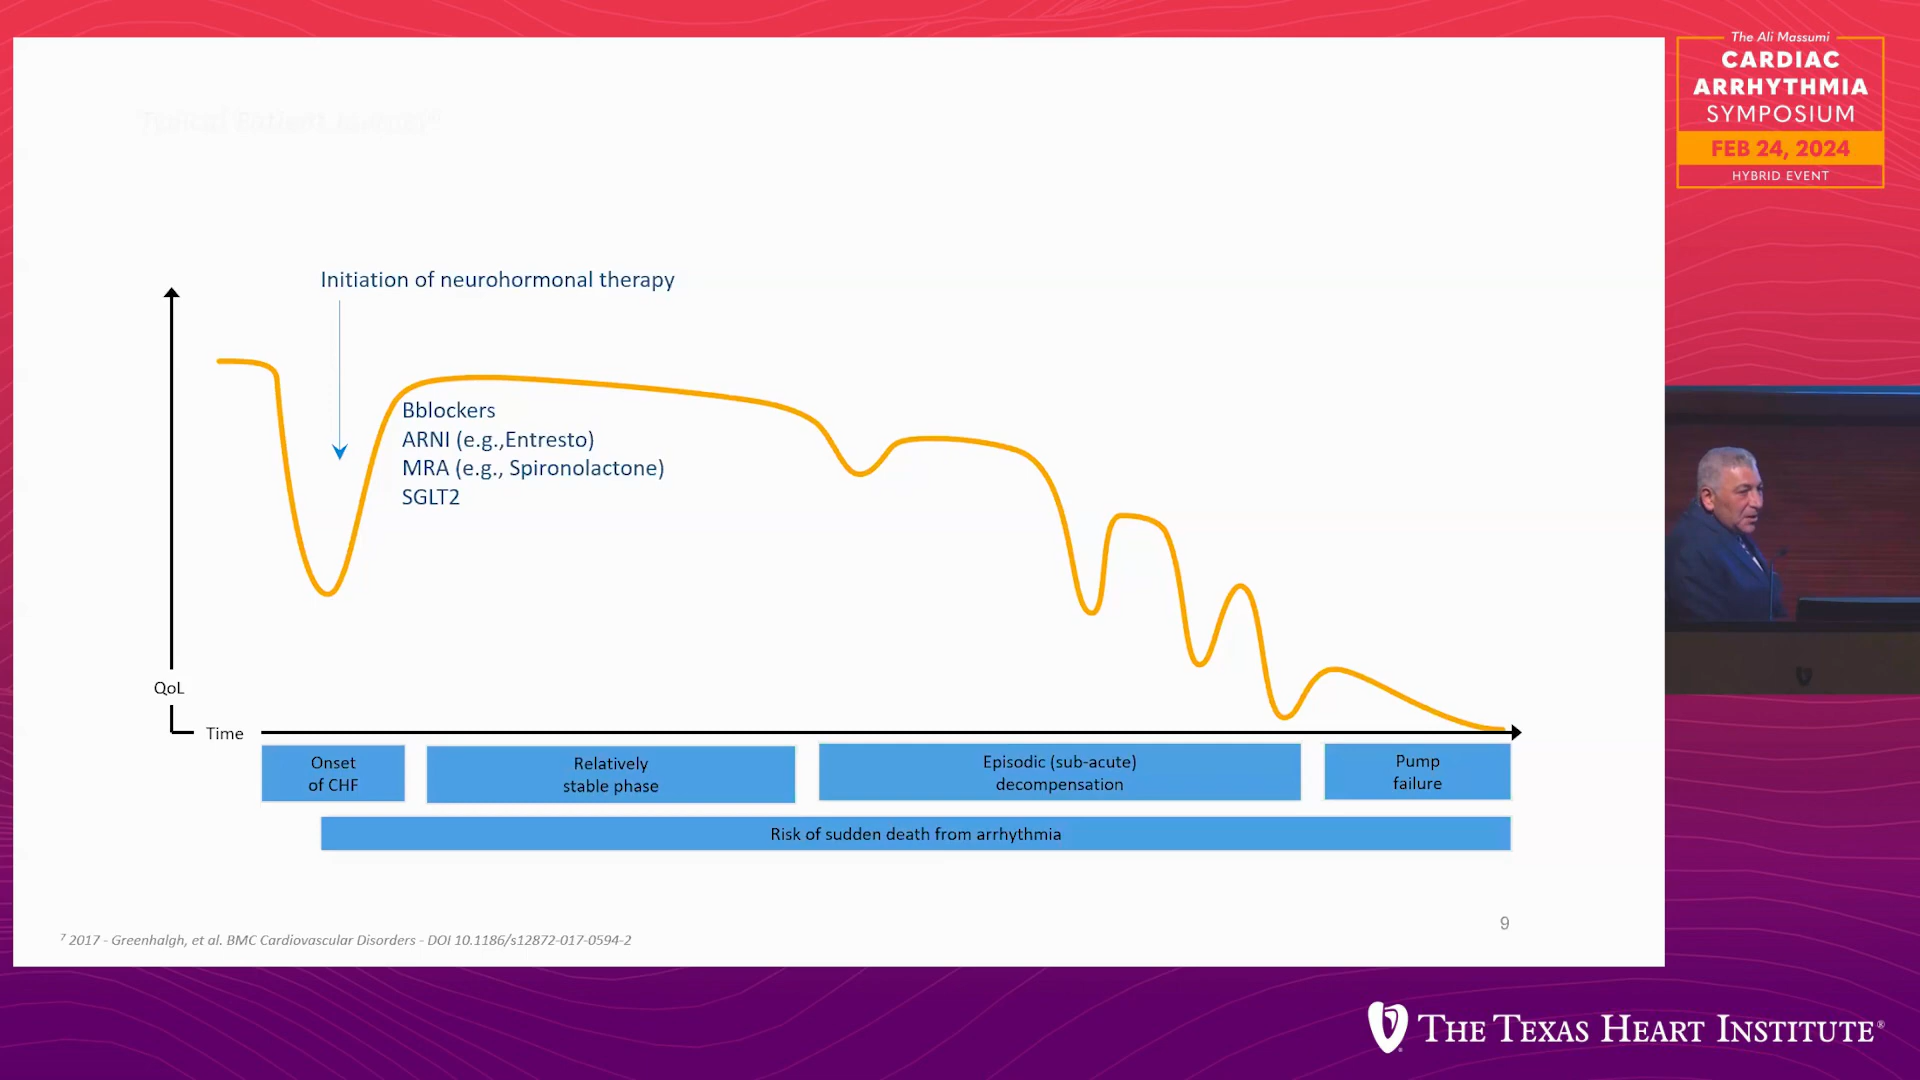 The Ali Massumi
CARDIAC
ARRHYTHMIA
SYMPOSIUM
FEB 24, 2024
HYBRID EVENT
Typical Patient Journey⁶
Initiation of neurohormonal therapy
Bblockers
ARNI (e.g.,Entresto)
MRA (e.g., Spironolactone)
SGLT2
QoL
Time
Onset
of CHF
Relatively
stable phase
Episodic (sub-acute)
decompensation
Pump
failure
Risk of sudden death from arrhythmia
9
⁷ 2017 - Greenhalgh, et al. BMC Cardiovascular Disorders - DOI 10.1186/s12872-017-0594-2
THE TEXAS HEART INSTITUTE®